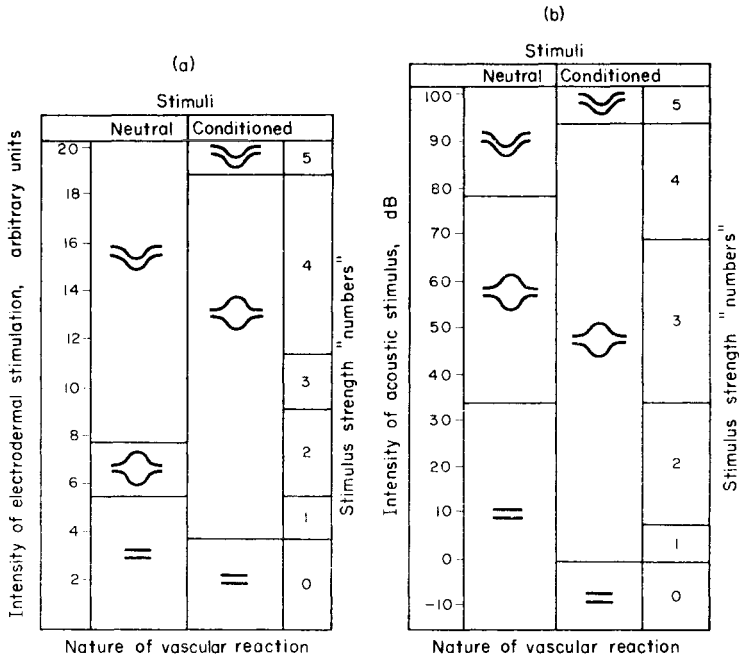 (a)
Stimuli
Neutral Conditioned
Intensity of electrodermal stimulation, arbitrary units
20
18
16
14
12
10
8
6
4
2
5
4
3
2
1
0
Stimulus strength "numbers"
Nature of vascular reaction
(b)
Stimuli
Neutral Conditioned
Intensity of acoustic stimulus, dB
100
90
80
70
60
50
40
30
20
10
0
-10
5
4
3
2
1
0
Stimulus strength "numbers"
Nature of vascular reaction